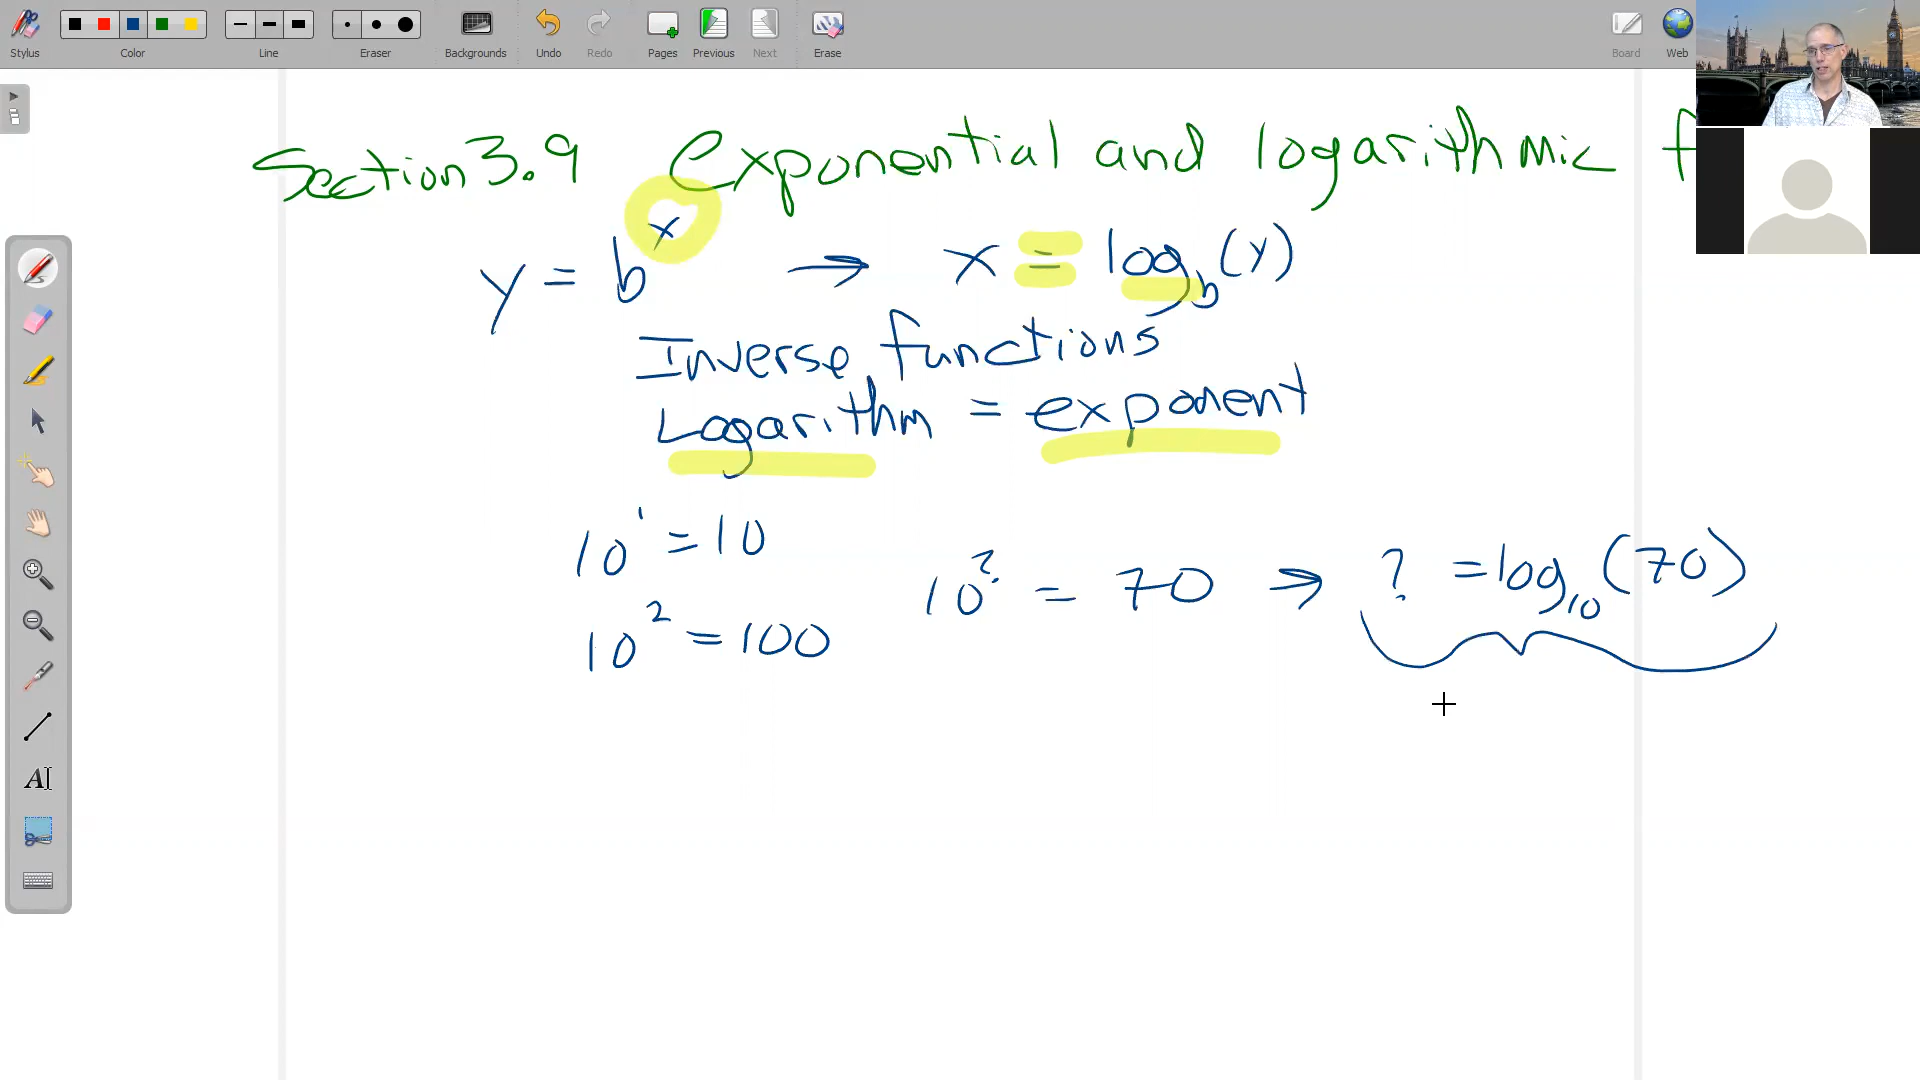 Stylus Color Line Eraser Backgrounds Undo Redo Pages Previous Next Erase Board Web
Section 3.9 Exponential and logarithmic f
y = b^x → x = log_b (y)
Inverse functions
Logarithm = exponent
10^1 = 10
10^? = 70 → ? = log_10 (70)
10^2 = 100